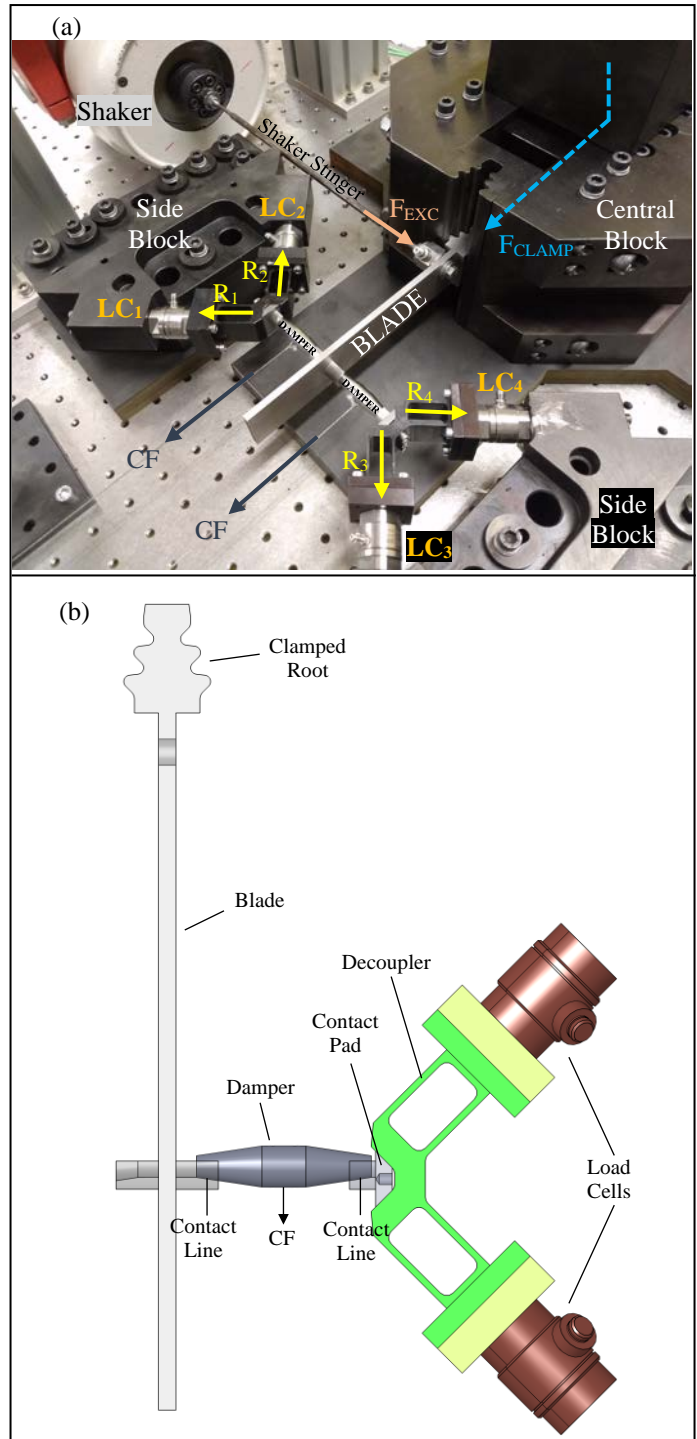 (a)
Shaker
Shaker Stinger
Side
Block
LC2
FEXC
Central
Block
FCLAMP
R2
LC1
R1
DAMPER
BLADE
DAMPER
LC4
R4
CF
R3
CF
Side
Block
LC3
(b)
Clamped
Root
Blade
Decoupler
Contact
Pad
Damper
Load
Cells
Contact
Line
CF
Contact
Line